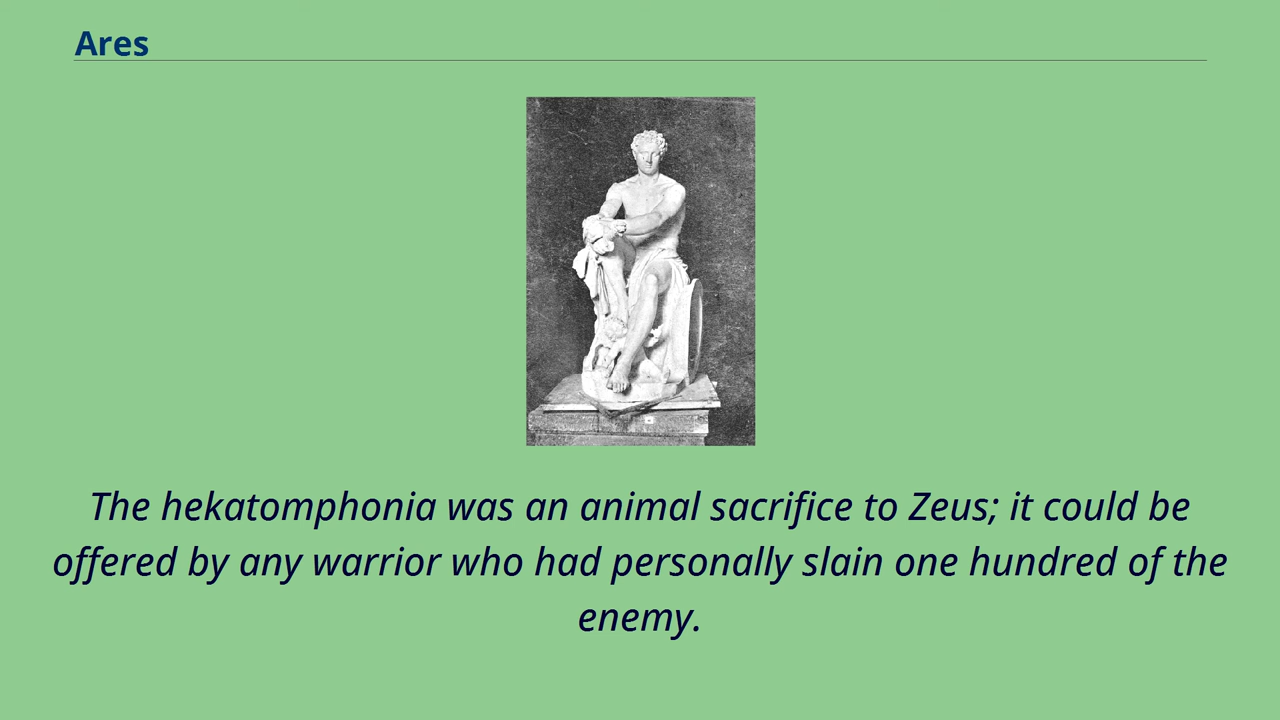 Ares
The hekatomphonia was an animal sacrifice to Zeus; it could be
offered by any warrior who had personally slain one hundred of the
enemy.